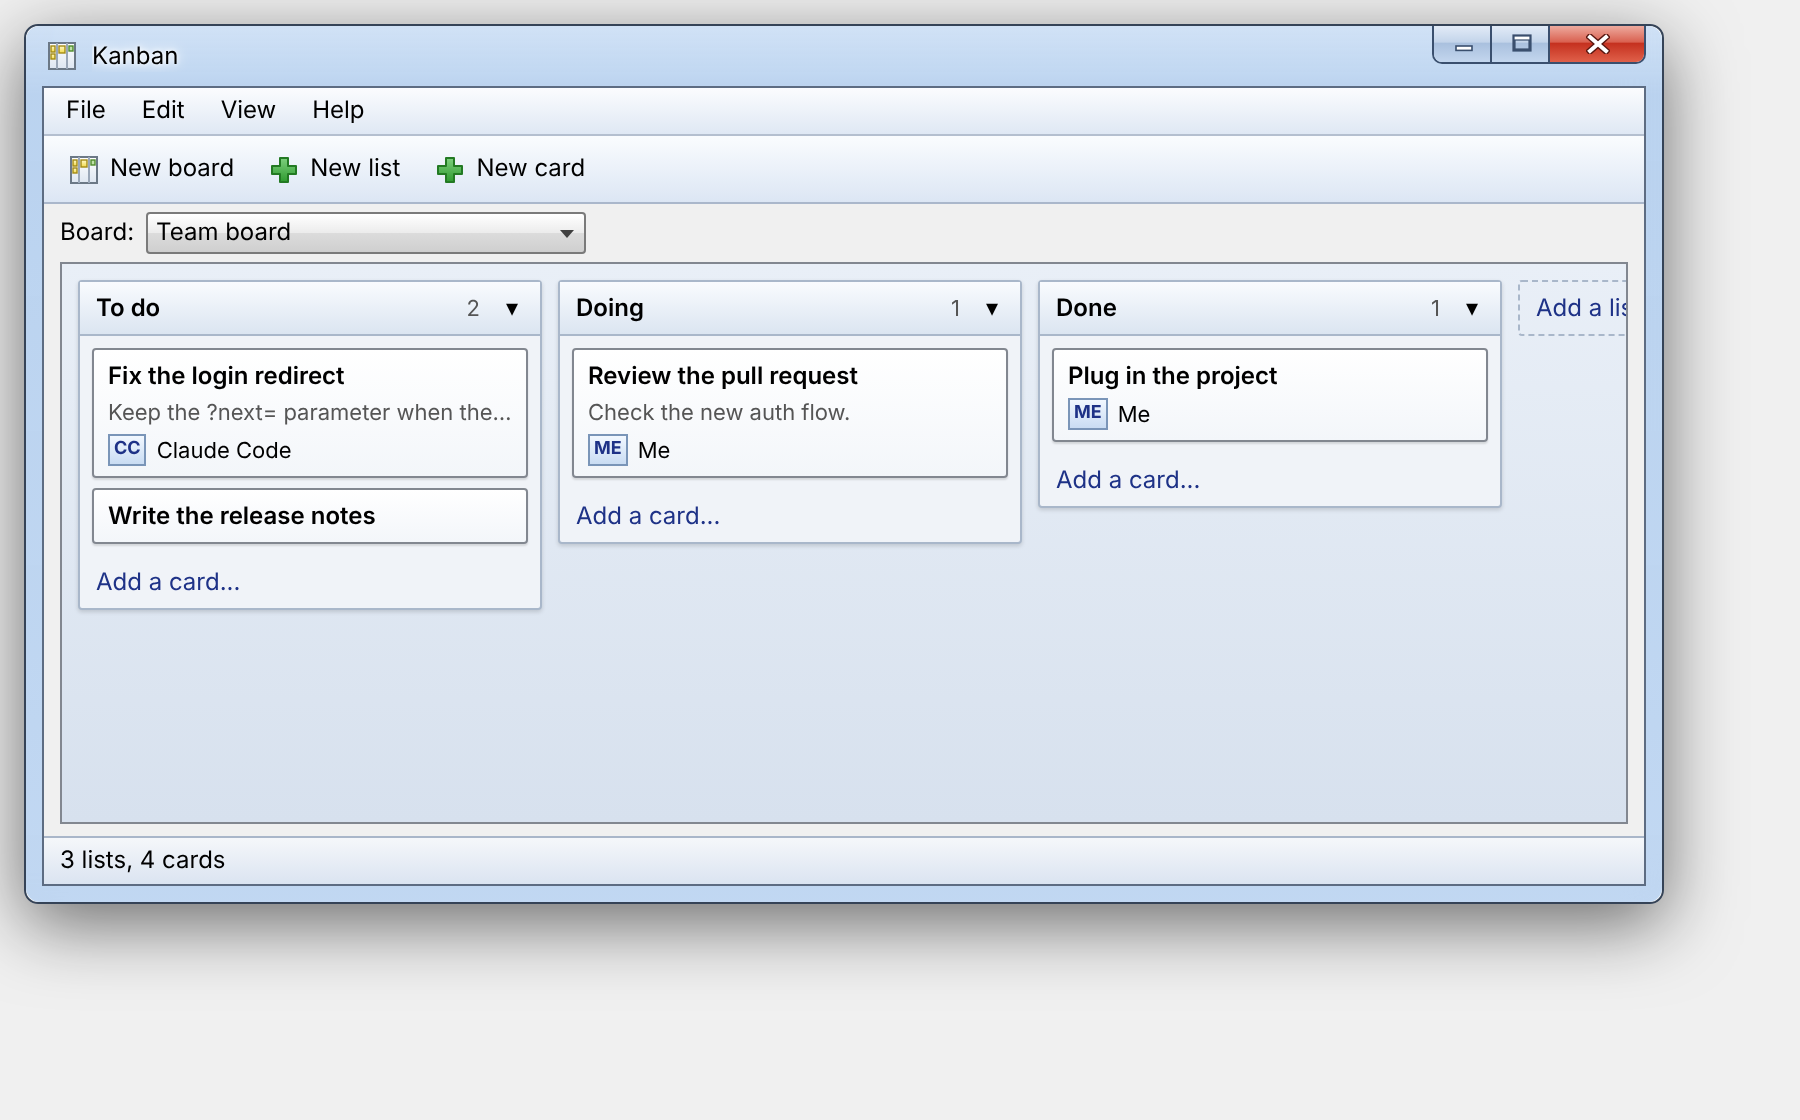 Kanban
File Edit View Help
New board New list New card
Board: Team board
To do 2 ▼
Fix the login redirect
Keep the ?next= parameter when the...
CC Claude Code
Write the release notes
Add a card...
Doing 1 ▼
Review the pull request
Check the new auth flow.
ME Me
Add a card...
Done 1 ▼
Plug in the project
ME Me
Add a card...
Add a lis
3 lists, 4 cards